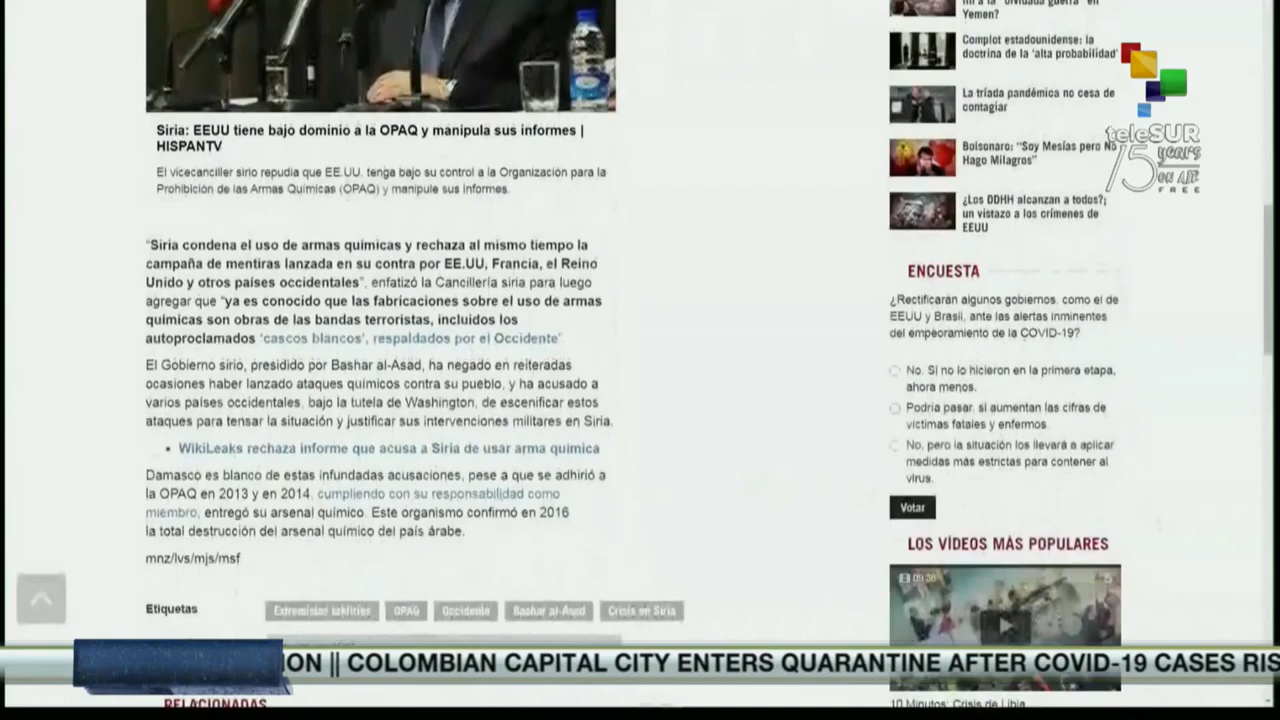 Siria: EEUU tiene bajo dominio a la OPAQ y manipula sus informes |
HISPANTV
El vicecanciller sirio repudia que EE.UU. tenga bajo su control a la Organización para la
Prohibición de las Armas Químicas (OPAQ) y manipule sus informes.
“Siria condena el uso de armas químicas y rechaza al mismo tiempo la
campaña de mentiras lanzada en su contra por EE.UU, Francia, el Reino
Unido y otros países occidentales”, enfatizó la Cancillería siria para luego
agregar que “ya es conocido que las fabricaciones sobre el uso de armas
químicas son obras de las bandas terroristas, incluidos los
autoproclamados ‘cascos blancos’, respaldados por el Occidente”
El Gobierno sirio, presidido por Bashar al-Asad, ha negado en reiteradas
ocasiones haber lanzado ataques químicos contra su pueblo, y ha acusado a
varios países occidentales, bajo la tutela de Washington, de escenificar estos
ataques para tensar la situación y justificar sus intervenciones militares en Siria.
• WikiLeaks rechaza informe que acusa a Siria de usar arma química
Damasco es blanco de estas infundadas acusaciones, pese a que se adhirió a
la OPAQ en 2013 y en 2014, cumpliendo con su responsabilidad como
miembro, entregó su arsenal químico. Este organismo confirmó en 2016
la total destrucción del arsenal químico del país árabe.
mnz/lvs/mjs/msf
Etiquetas
Extremistas takfiríes
OPAQ
Occidente
Bashar al-Asad
Crisis en Siria
RELACIONADAS
Yemen?
Complot estadounidense: la
doctrina de la ‘alta probabilidad’
La tríada pandémica no cesa de
contagiar
Bolsonaro: “Soy Mesías pero No
Hago Milagros”
¿Los DDHH alcanzan a todos?;
un vistazo a los crímenes de
EEUU
ENCUESTA
¿Rectificarán algunos gobiernos, como el de
EEUU y Brasil, ante las alertas inminentes
del empeoramiento de la COVID-19?
No. Si no lo hicieron en la primera etapa,
ahora menos.
Podría pasar, si aumentan las cifras de
víctimas fatales y enfermos.
No, pero la situación los llevará a aplicar
medidas más estrictas para contener al
virus.
Votar
LOS VÍDEOS MÁS POPULARES
09:38
10 Minutos: Crisis de Libia
teleSUR
15 years
ON AIR
FREE
ION || COLOMBIAN CAPITAL CITY ENTERS QUARANTINE AFTER COVID-19 CASES RIS